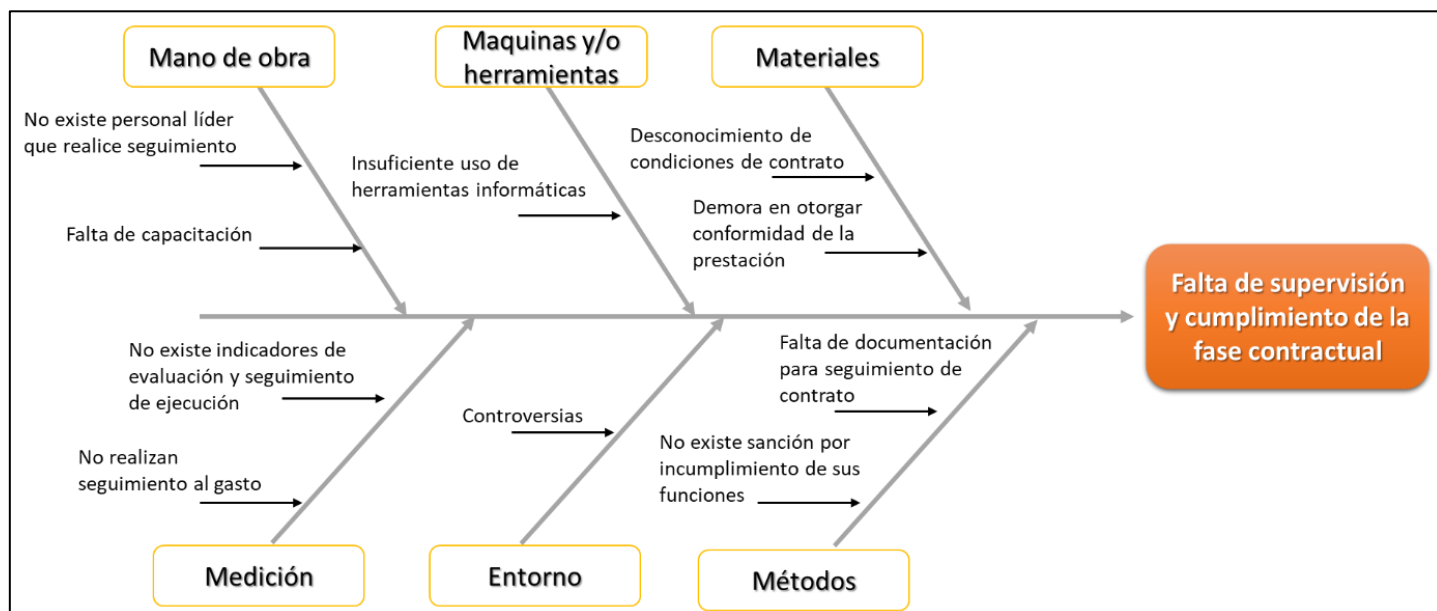 Mano de obra
Maquinas y/o
herramientas
Materiales
No existe personal líder
que realice seguimiento
Falta de capacitación
Insuficiente uso de
herramientas informáticas
Desconocimiento de
condiciones de contrato
Demora en otorgar
conformidad de la
prestación
Falta de supervisión
y cumplimiento de la
fase contractual
No existe indicadores de
evaluación y seguimiento
de ejecución
No realizan
seguimiento al gasto
Controversias
Falta de documentación
para seguimiento de
contrato
No existe sanción por
incumplimiento de sus
funciones
Medición
Entorno
Métodos